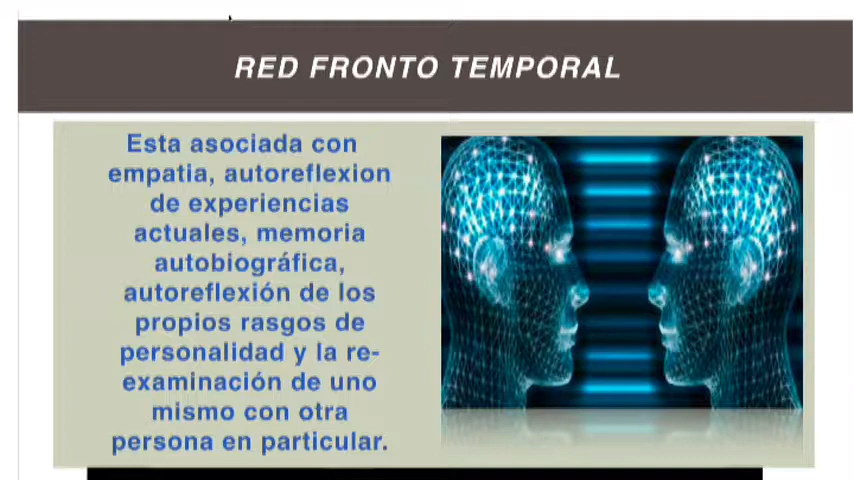 RED FRONTO TEMPORAL
Esta asociada con
empatia, autoreflexion
de experiencias
actuales, memoria
autobiográfica,
autoreflexión de los
propios rasgos de
personalidad y la re-
examinación de uno
mismo con otra
persona en particular.